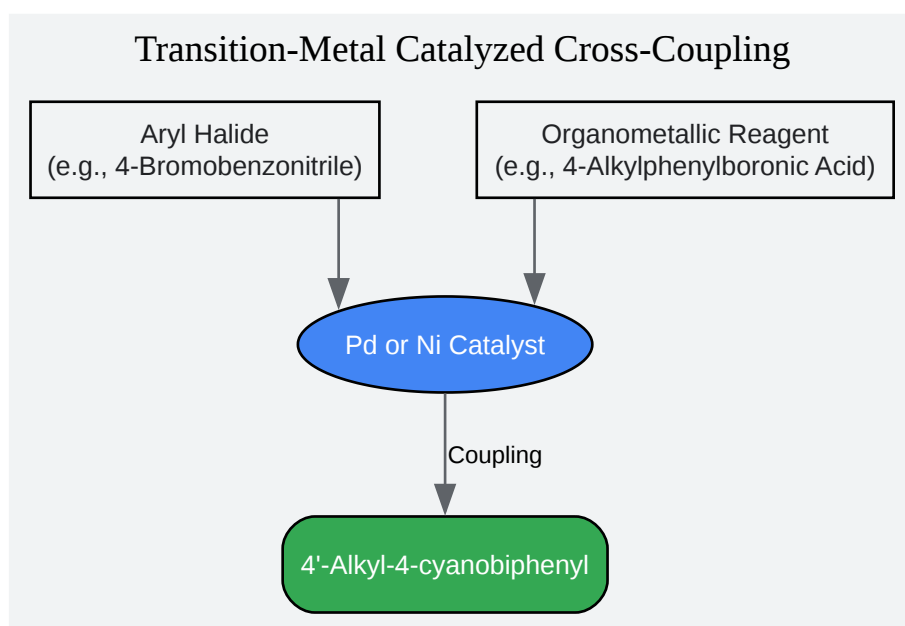 Transition-Metal Catalyzed Cross-Coupling
Aryl Halide
(e.g., 4-Bromobenzonitrile)
Organometallic Reagent
(e.g., 4-Alkylphenylboronic Acid)
Pd or Ni Catalyst
Coupling
4'-Alkyl-4-cyanobiphenyl